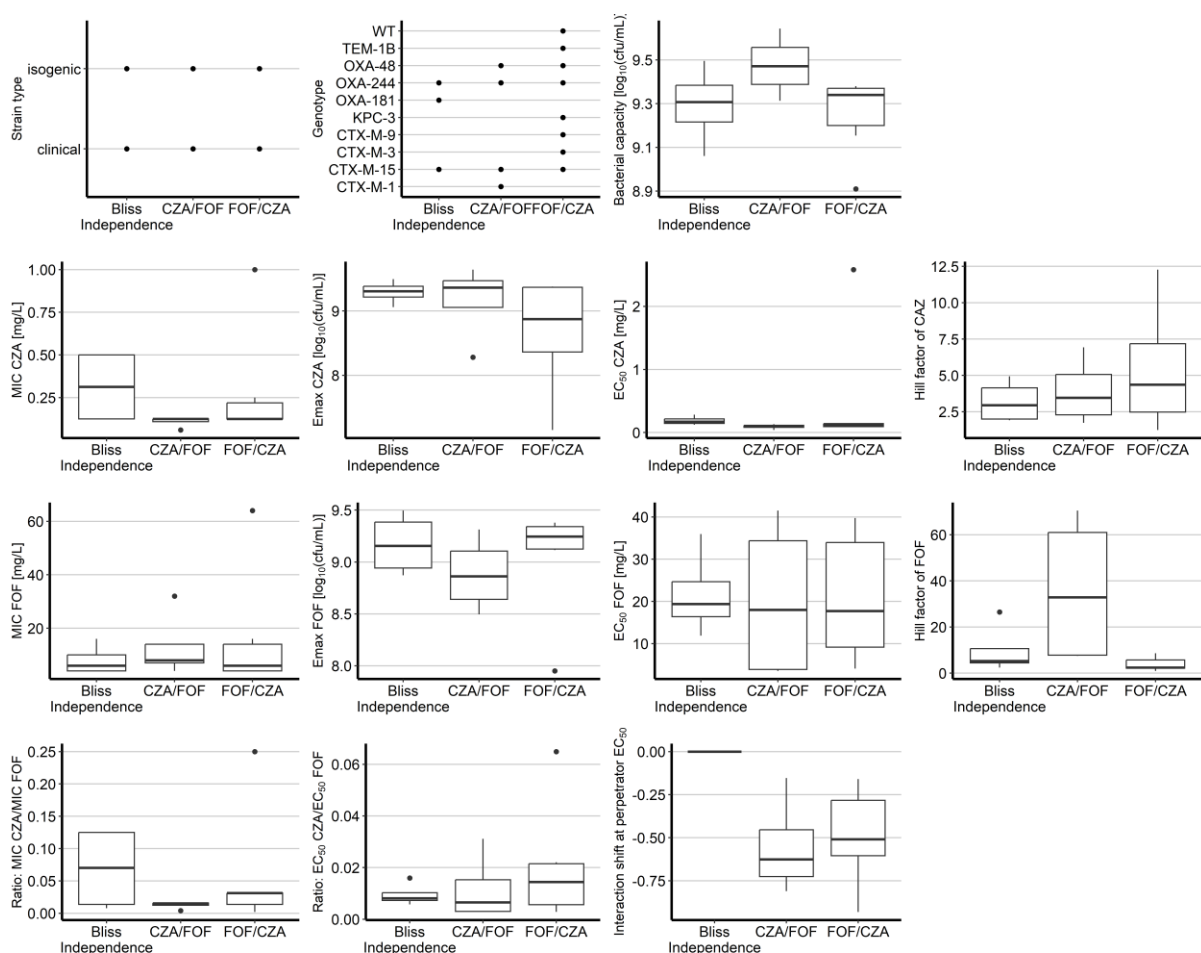 Strain type
isogenic
clinical
Bliss
Independence
CZA/FOF
FOF/CZA
Genotype
WT
TEM-1B
OXA-48
OXA-244
OXA-181
KPC-3
CTX-M-9
CTX-M-3
CTX-M-15
CTX-M-1
Bliss
Independence
CZA/FOF
FOF/CZA
Bacterial capacity [log10(cfu/mL)]
9.5
9.3
9.1
8.9
Bliss
Independence
CZA/FOF
FOF/CZA
MIC CZA [mg/L]
1.00
0.75
0.50
0.25
Bliss
Independence
CZA/FOF
FOF/CZA
Emax CZA [log10(cfu/mL)]
9
8
Bliss
Independence
CZA/FOF
FOF/CZA
EC50 CZA [mg/L]
2
1
0
Bliss
Independence
CZA/FOF
FOF/CZA
Hill factor of CAZ
12.5
10.0
7.5
5.0
2.5
Bliss
Independence
CZA/FOF
FOF/CZA
MIC FOF [mg/L]
60
40
20
Bliss
Independence
CZA/FOF
FOF/CZA
Emax FOF [log10(cfu/mL)]
9.5
9.0
8.5
8.0
Bliss
Independence
CZA/FOF
FOF/CZA
EC50 FOF [mg/L]
40
30
20
10
Bliss
Independence
CZA/FOF
FOF/CZA
Hill factor of FOF
60
40
20
0
Bliss
Independence
CZA/FOF
FOF/CZA
Ratio: MIC CZA/MIC FOF
0.25
0.20
0.15
0.10
0.05
0.00
Bliss
Independence
CZA/FOF
FOF/CZA
Ratio: EC50 CZA/EC50 FOF
0.06
0.04
0.02
0.00
Bliss
Independence
CZA/FOF
FOF/CZA
Interaction shift at perpetrator EC50
0.00
-0.25
-0.50
-0.75
Bliss
Independence
CZA/FOF
FOF/CZA